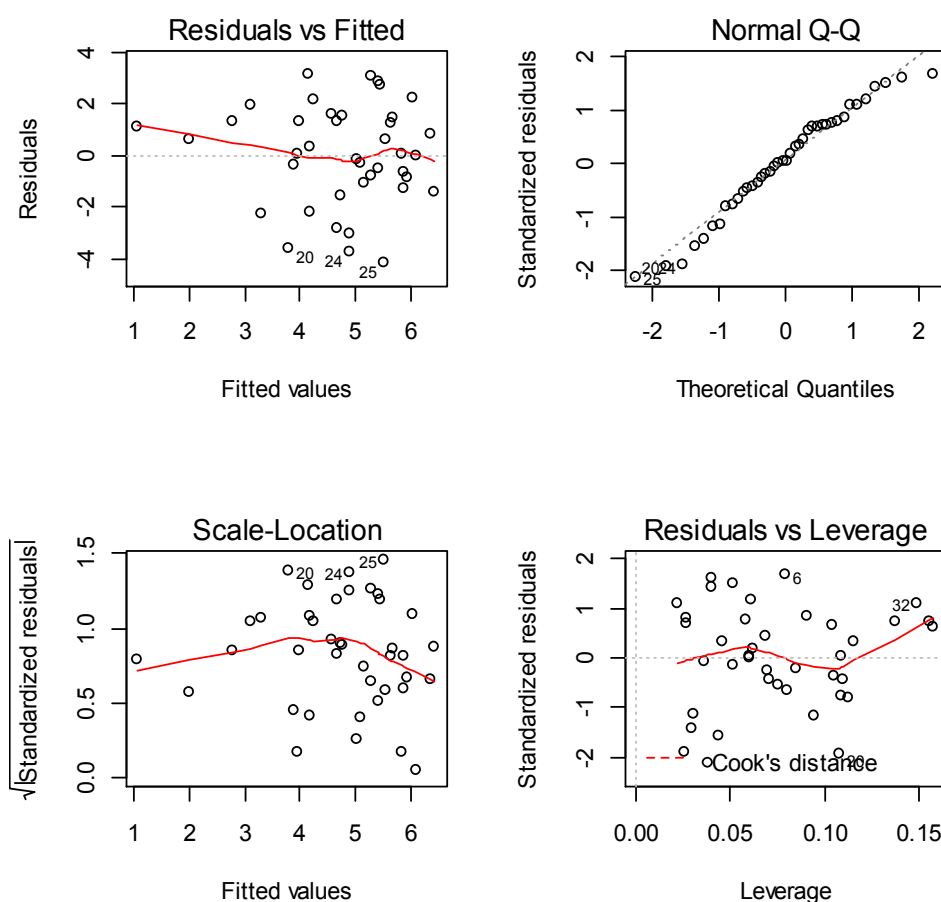 Residuals vs Fitted
Residuals
4
2
0
-2
-4
20
24
25
1 2 3 4 5 6
Fitted values
Normal Q-Q
Standardized residuals
2
1
0
-1
-2
20
24
25
-2 -1 0 1 2
Theoretical Quantiles
Scale-Location
√|Standardized residuals|
1.5
1.0
0.5
0.0
20
24
25
1 2 3 4 5 6
Fitted values
Residuals vs Leverage
Standardized residuals
2
1
0
-1
-2
6
32
Cook's distance
20
0.00 0.05 0.10 0.15
Leverage